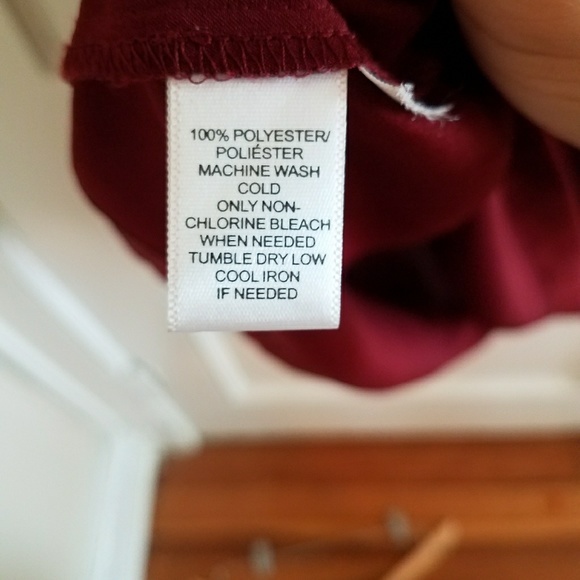 100% POLYESTER/
POLIÉSTER
MACHINE WASH
COLD
ONLY NON-
CHLORINE BLEACH
WHEN NEEDED
TUMBLE DRY LOW
COOL IRON
IF NEEDED